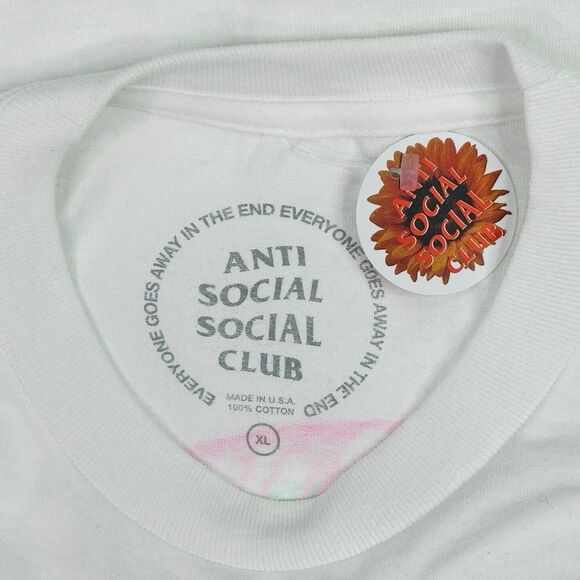 EVERYONE GOES AWAY IN THE END EVERYONE GOES AWAY IN THE END
ANTI
SOCIAL
SOCIAL
CLUB
MADE IN U.S.A.
100% COTTON
XL
ANTI
SOCIAL
SOCIAL
CLUB